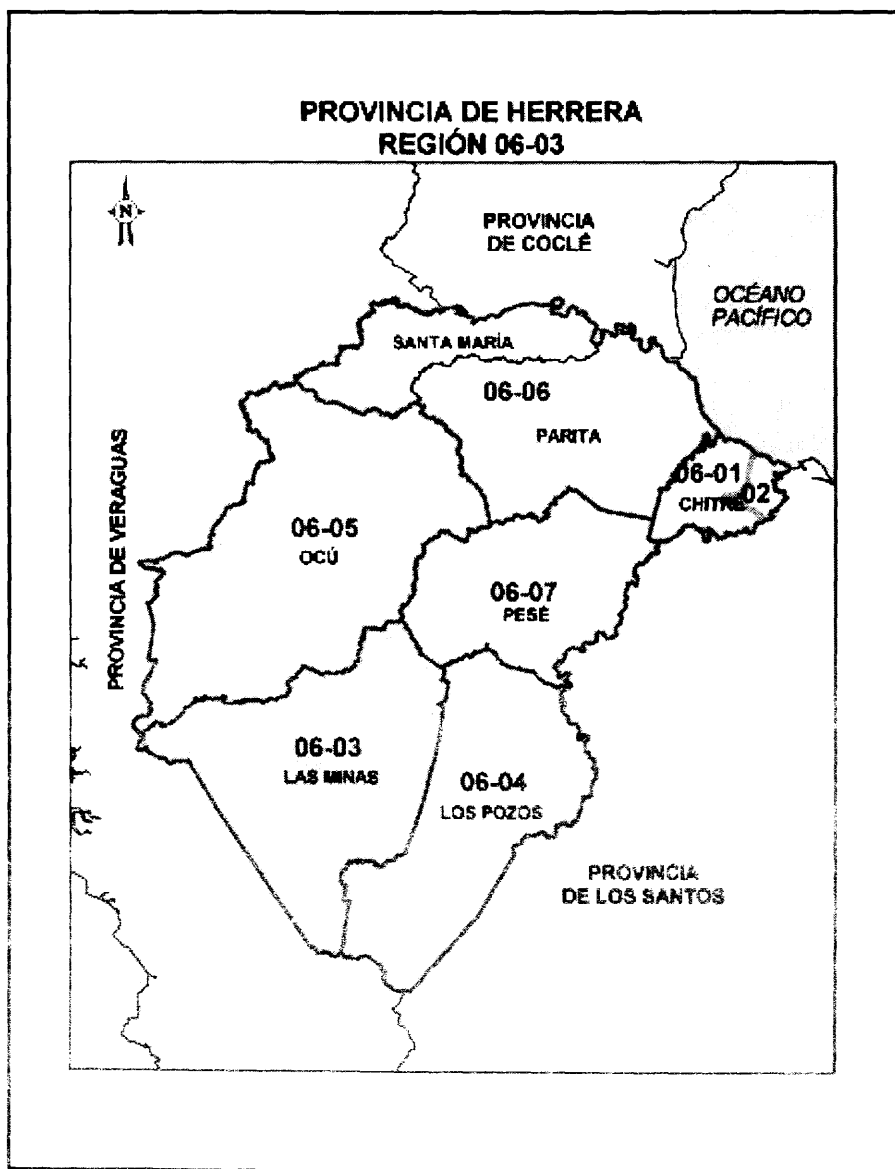 PROVINCIA DE HERRERA
REGIÓN 06-03
N
PROVINCIA
DE COCLÉ
OCÉANO
PACÍFICO
SANTA MARÍA
06-06
PARITA
06-01
02
CHITRE
PROVINCIA DE VERAGUAS
06-05
OCÚ
06-07
PESÉ
06-03
LAS MINAS
06-04
LOS POZOS
PROVINCIA
DE LOS SANTOS